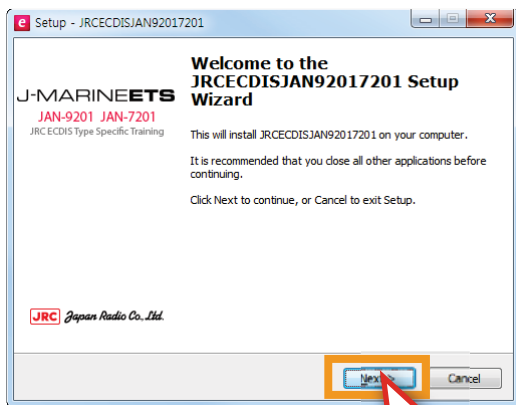 Setup - JRCECDISJAN92017201
Welcome to the
JRCECDISJAN92017201 Setup
Wizard
J-MARINEETS
JAN-9201 JAN-7201
JRC ECDIS Type Specific Training
This will install JRCECDISJAN92017201 on your computer.
It is recommended that you close all other applications before
continuing.
Click Next to continue, or Cancel to exit Setup.
JRC Japan Radio Co., Ltd.
Next >
Cancel